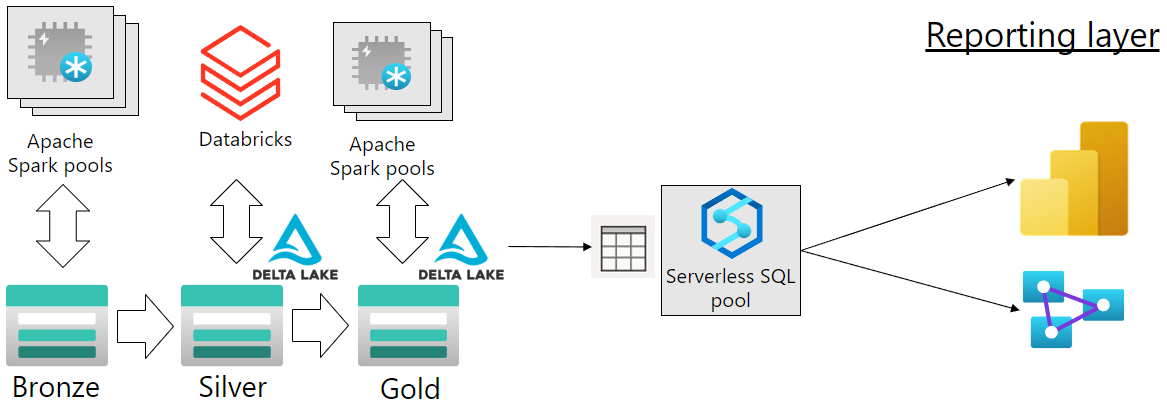 Reporting layer
Apache
Spark pools
Databricks
Apache
Spark pools
DELTA LAKE
DELTA LAKE
Serverless SQL
pool
Bronze
Silver
Gold